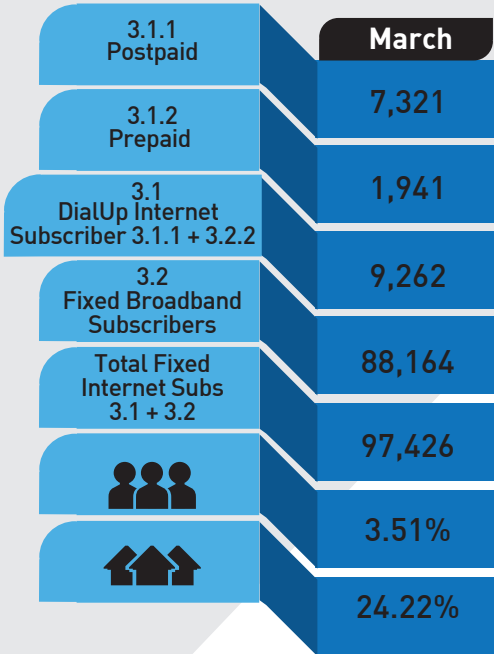 March
3.1.1
Postpaid
7,321
3.1.2
Prepaid
1,941
3.1
DialUp Internet
Subscriber 3.1.1 + 3.2.2
9,262
3.2
Fixed Broadband
Subscribers
88,164
Total Fixed
Internet Subs
3.1 + 3.2
97,426
3.51%
24.22%